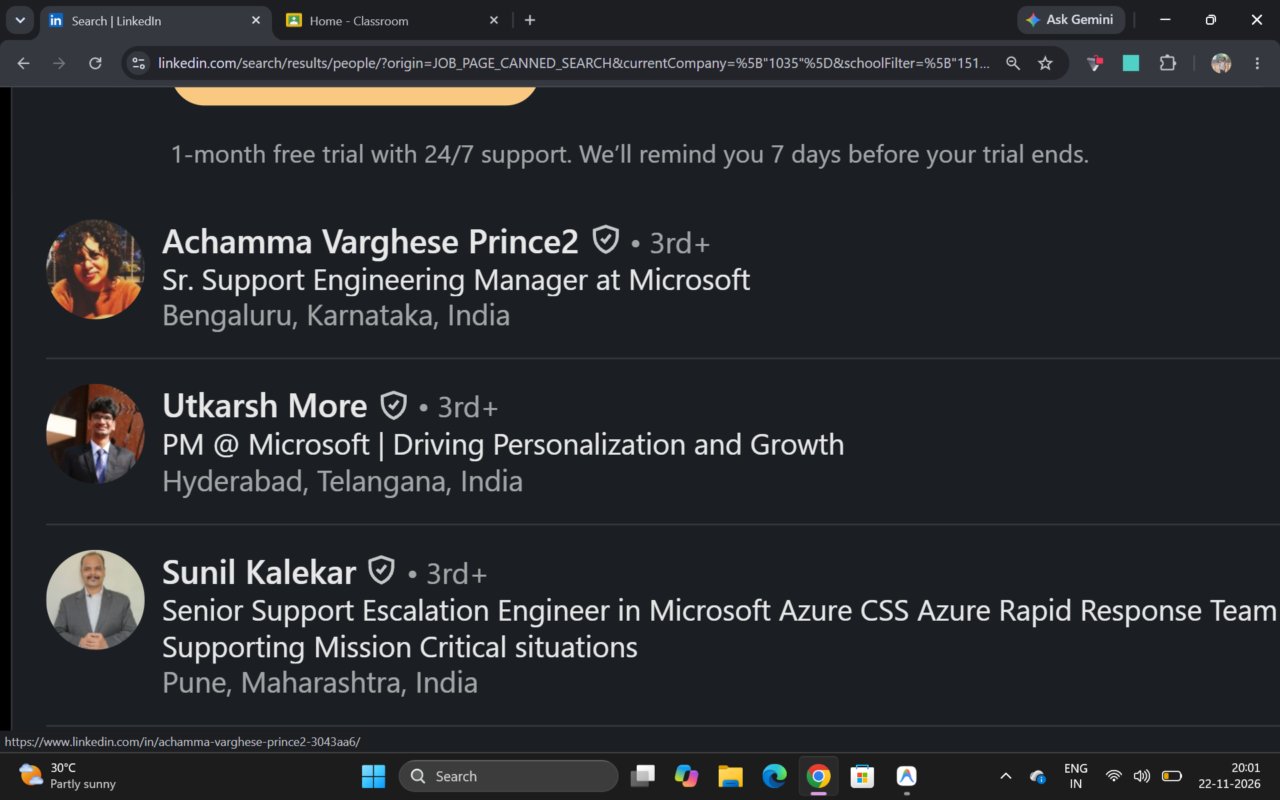 Search | LinkedIn
Home - Classroom
Ask Gemini
linkedin.com/search/results/people/?origin=JOB_PAGE_CANNED_SEARCH&currentCompany=%5B"1035"%5D&schoolFilter=%5B"151...
1-month free trial with 24/7 support. We’ll remind you 7 days before your trial ends.
Achamma Varghese Prince2 • 3rd+
Sr. Support Engineering Manager at Microsoft
Bengaluru, Karnataka, India
Utkarsh More • 3rd+
PM @ Microsoft | Driving Personalization and Growth
Hyderabad, Telangana, India
Sunil Kalekar • 3rd+
Senior Support Escalation Engineer in Microsoft Azure CSS Azure Rapid Response Team
Supporting Mission Critical situations
Pune, Maharashtra, India
https://www.linkedin.com/in/achamma-varghese-prince2-3043aa6/
30°C
Partly sunny
Search
ENG
IN
20:01
22-11-2026